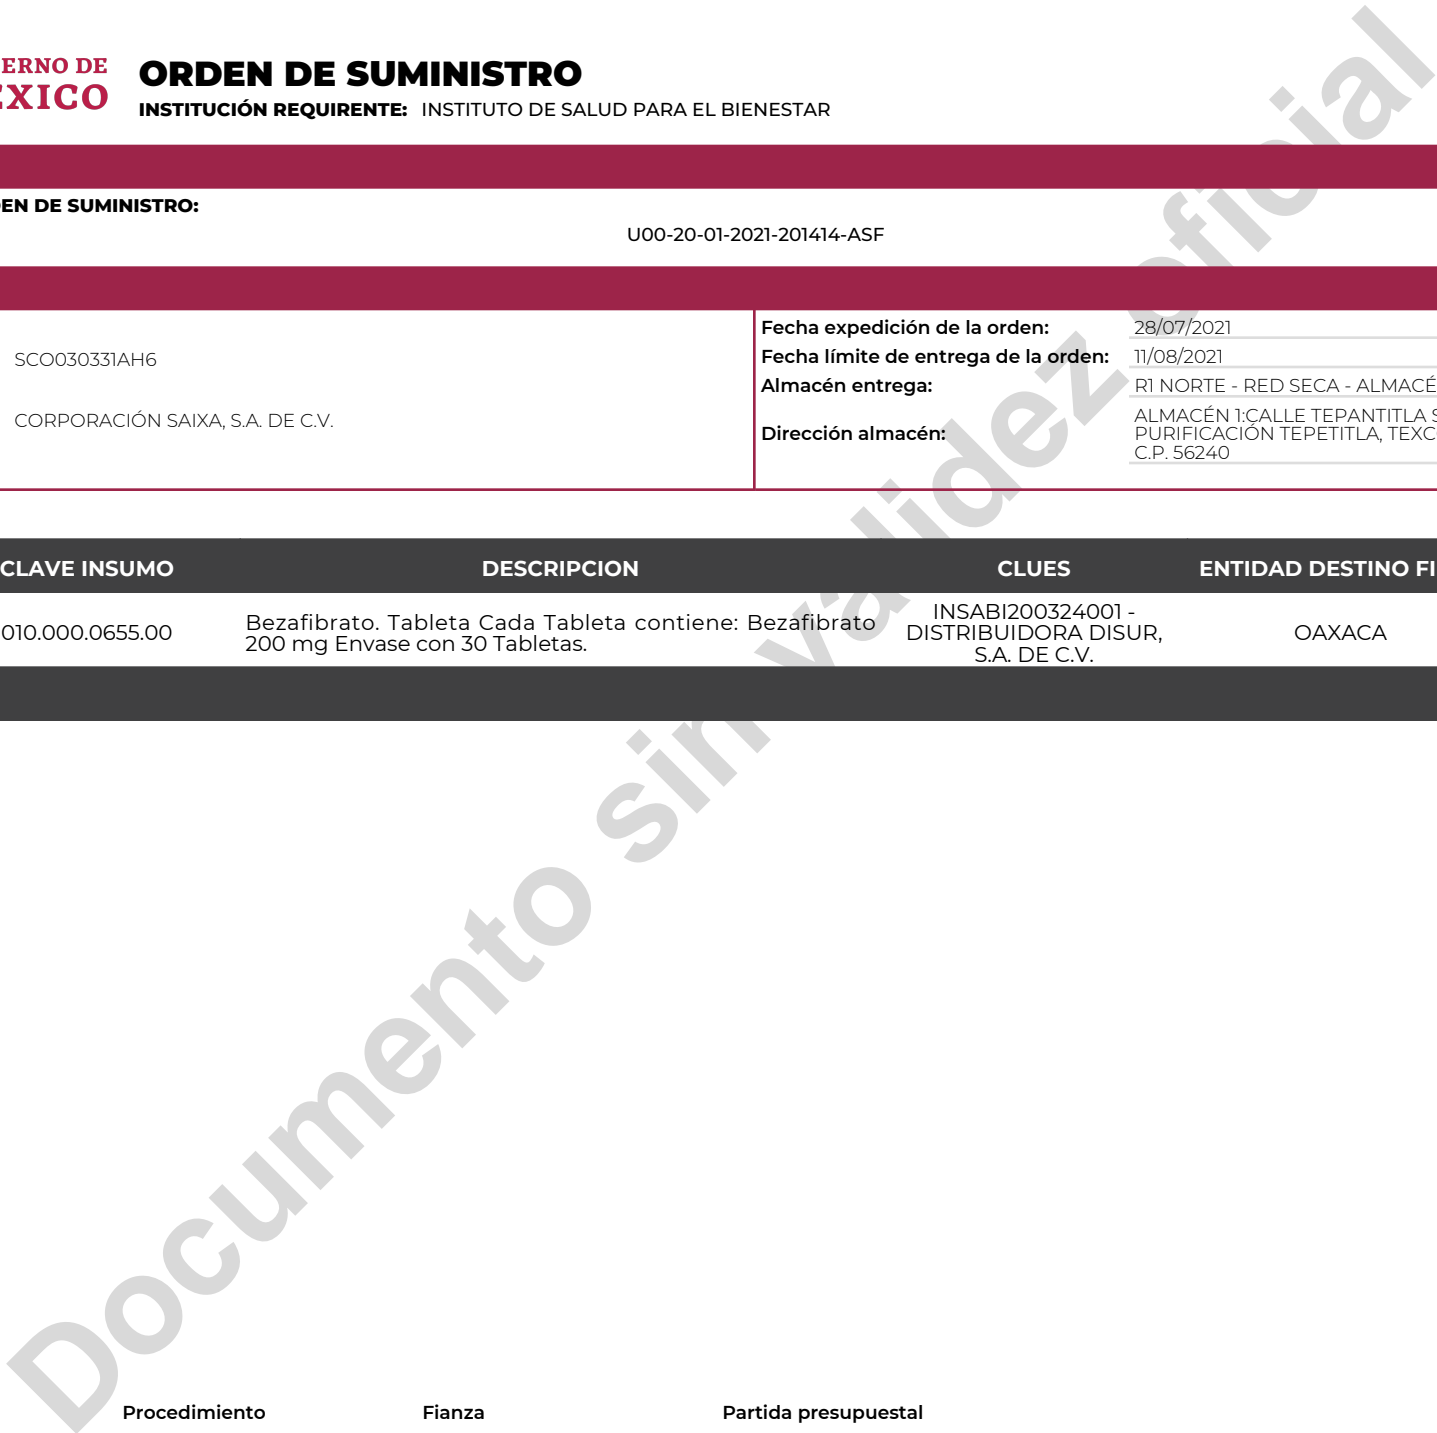 ERNO DE
XICO
ORDEN DE SUMINISTRO
INSTITUCIÓN REQUIRENTE: INSTITUTO DE SALUD PARA EL BIENESTAR
EN DE SUMINISTRO:
U00-20-01-2021-201414-ASF
SCO030331AH6
CORPORACIÓN SAIXA, S.A. DE C.V.
Fecha expedición de la orden: 28/07/2021
Fecha límite de entrega de la orden: 11/08/2021
Almacén entrega: R1 NORTE - RED SECA - ALMACÉ
Dirección almacén: ALMACÉN 1:CALLE TEPANTITLA S
PURIFICACIÓN TEPETITLA, TEXC
C.P. 56240
CLAVE INSUMO DESCRIPCION CLUES ENTIDAD DESTINO FI
010.000.0655.00
Bezafibrato. Tableta Cada Tableta contiene: Bezafibrato
200 mg Envase con 30 Tabletas.
INSABI200324001 -
DISTRIBUIDORA DISUR,
S.A. DE C.V.
OAXACA
Documento sin validez oficial
Procedimiento Fianza Partida presupuestal